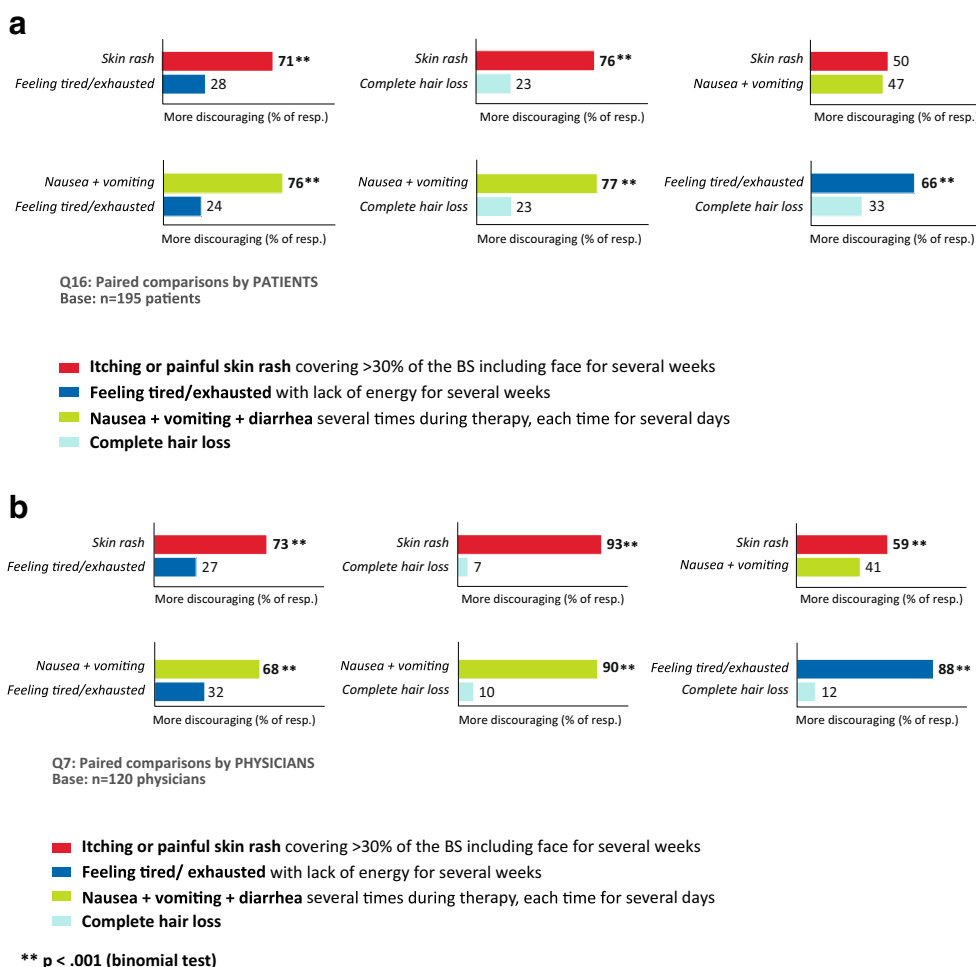 a
Skin rash 71**
Feeling tired/exhausted 28
More discouraging (% of resp.)
Skin rash 76**
Complete hair loss 23
More discouraging (% of resp.)
Skin rash 50
Nausea + vomiting 47
More discouraging (% of resp.)
Nausea + vomiting 76**
Feeling tired/exhausted 24
More discouraging (% of resp.)
Nausea + vomiting 77**
Complete hair loss 23
More discouraging (% of resp.)
Feeling tired/exhausted 66**
Complete hair loss 33
More discouraging (% of resp.)
Q16: Paired comparisons by PATIENTS
Base: n=195 patients
Itching or painful skin rash covering >30% of the BS including face for several weeks
Feeling tired/exhausted with lack of energy for several weeks
Nausea + vomiting + diarrhea several times during therapy, each time for several days
Complete hair loss
b
Skin rash 73**
Feeling tired/exhausted 27
More discouraging (% of resp.)
Skin rash 93**
Complete hair loss 7
More discouraging (% of resp.)
Skin rash 59**
Nausea + vomiting 41
More discouraging (% of resp.)
Nausea + vomiting 68**
Feeling tired/exhausted 32
More discouraging (% of resp.)
Nausea + vomiting 90**
Complete hair loss 10
More discouraging (% of resp.)
Feeling tired/exhausted 88**
Complete hair loss 12
More discouraging (% of resp.)
Q7: Paired comparisons by PHYSICIANS
Base: n=120 physicians
Itching or painful skin rash covering >30% of the BS including face for several weeks
Feeling tired/ exhausted with lack of energy for several weeks
Nausea + vomiting + diarrhea several times during therapy, each time for several days
Complete hair loss
** p < .001 (binomial test)